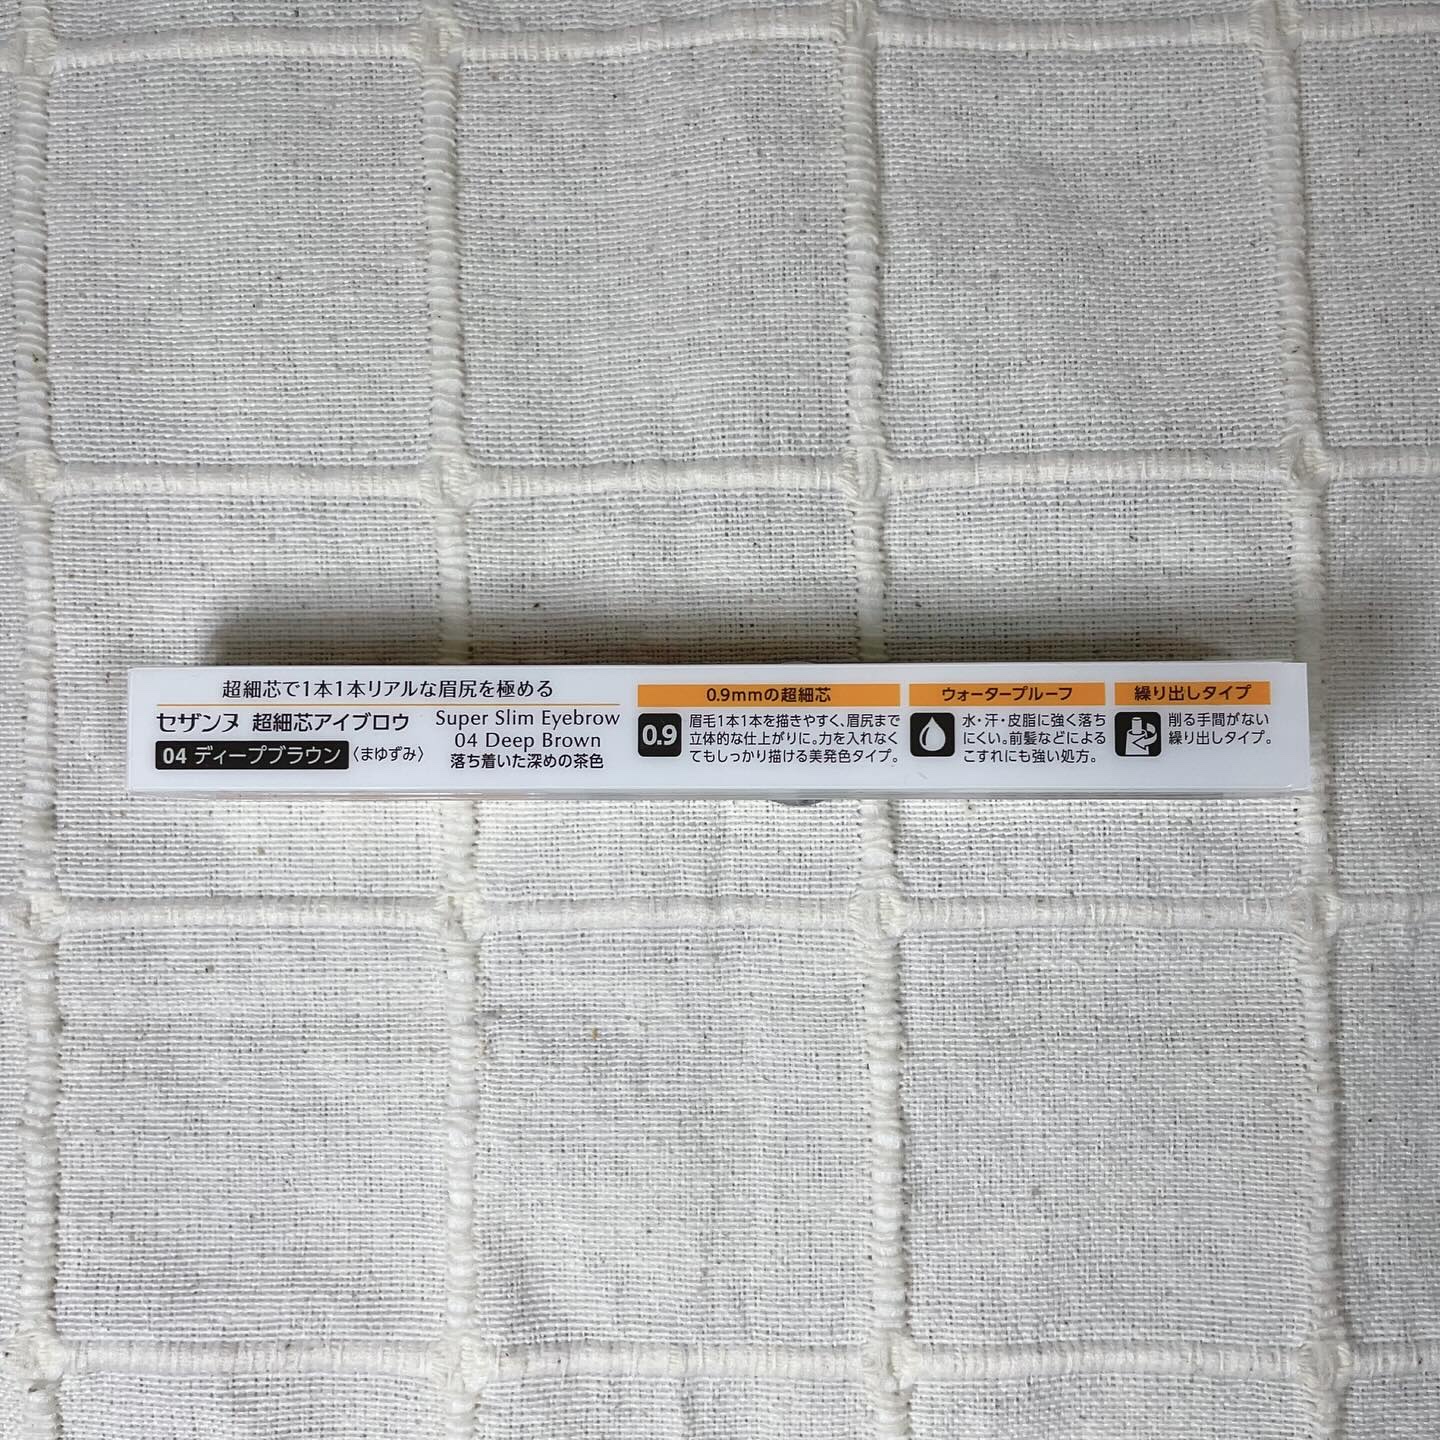 超細芯で1本1本リアルな眉尻を極める
セザンヌ 超細芯アイブロウ
04 ディープブラウン〈まゆずみ〉
Super Slim Eyebrow
04 Deep Brown
落ち着いた深めの茶色
0.9mmの超細芯
0.9
眉毛1本1本を描きやすく、眉尻まで
立体的な仕上がりに。力を入れなく
てもしっかり描ける美発色タイプ。
ウォータープルーフ
水・汗・皮脂に強く落ち
にくい。前髪などによる
こすれにも強い処方。
繰り出しタイプ
削る手間がない
繰り出しタイプ。